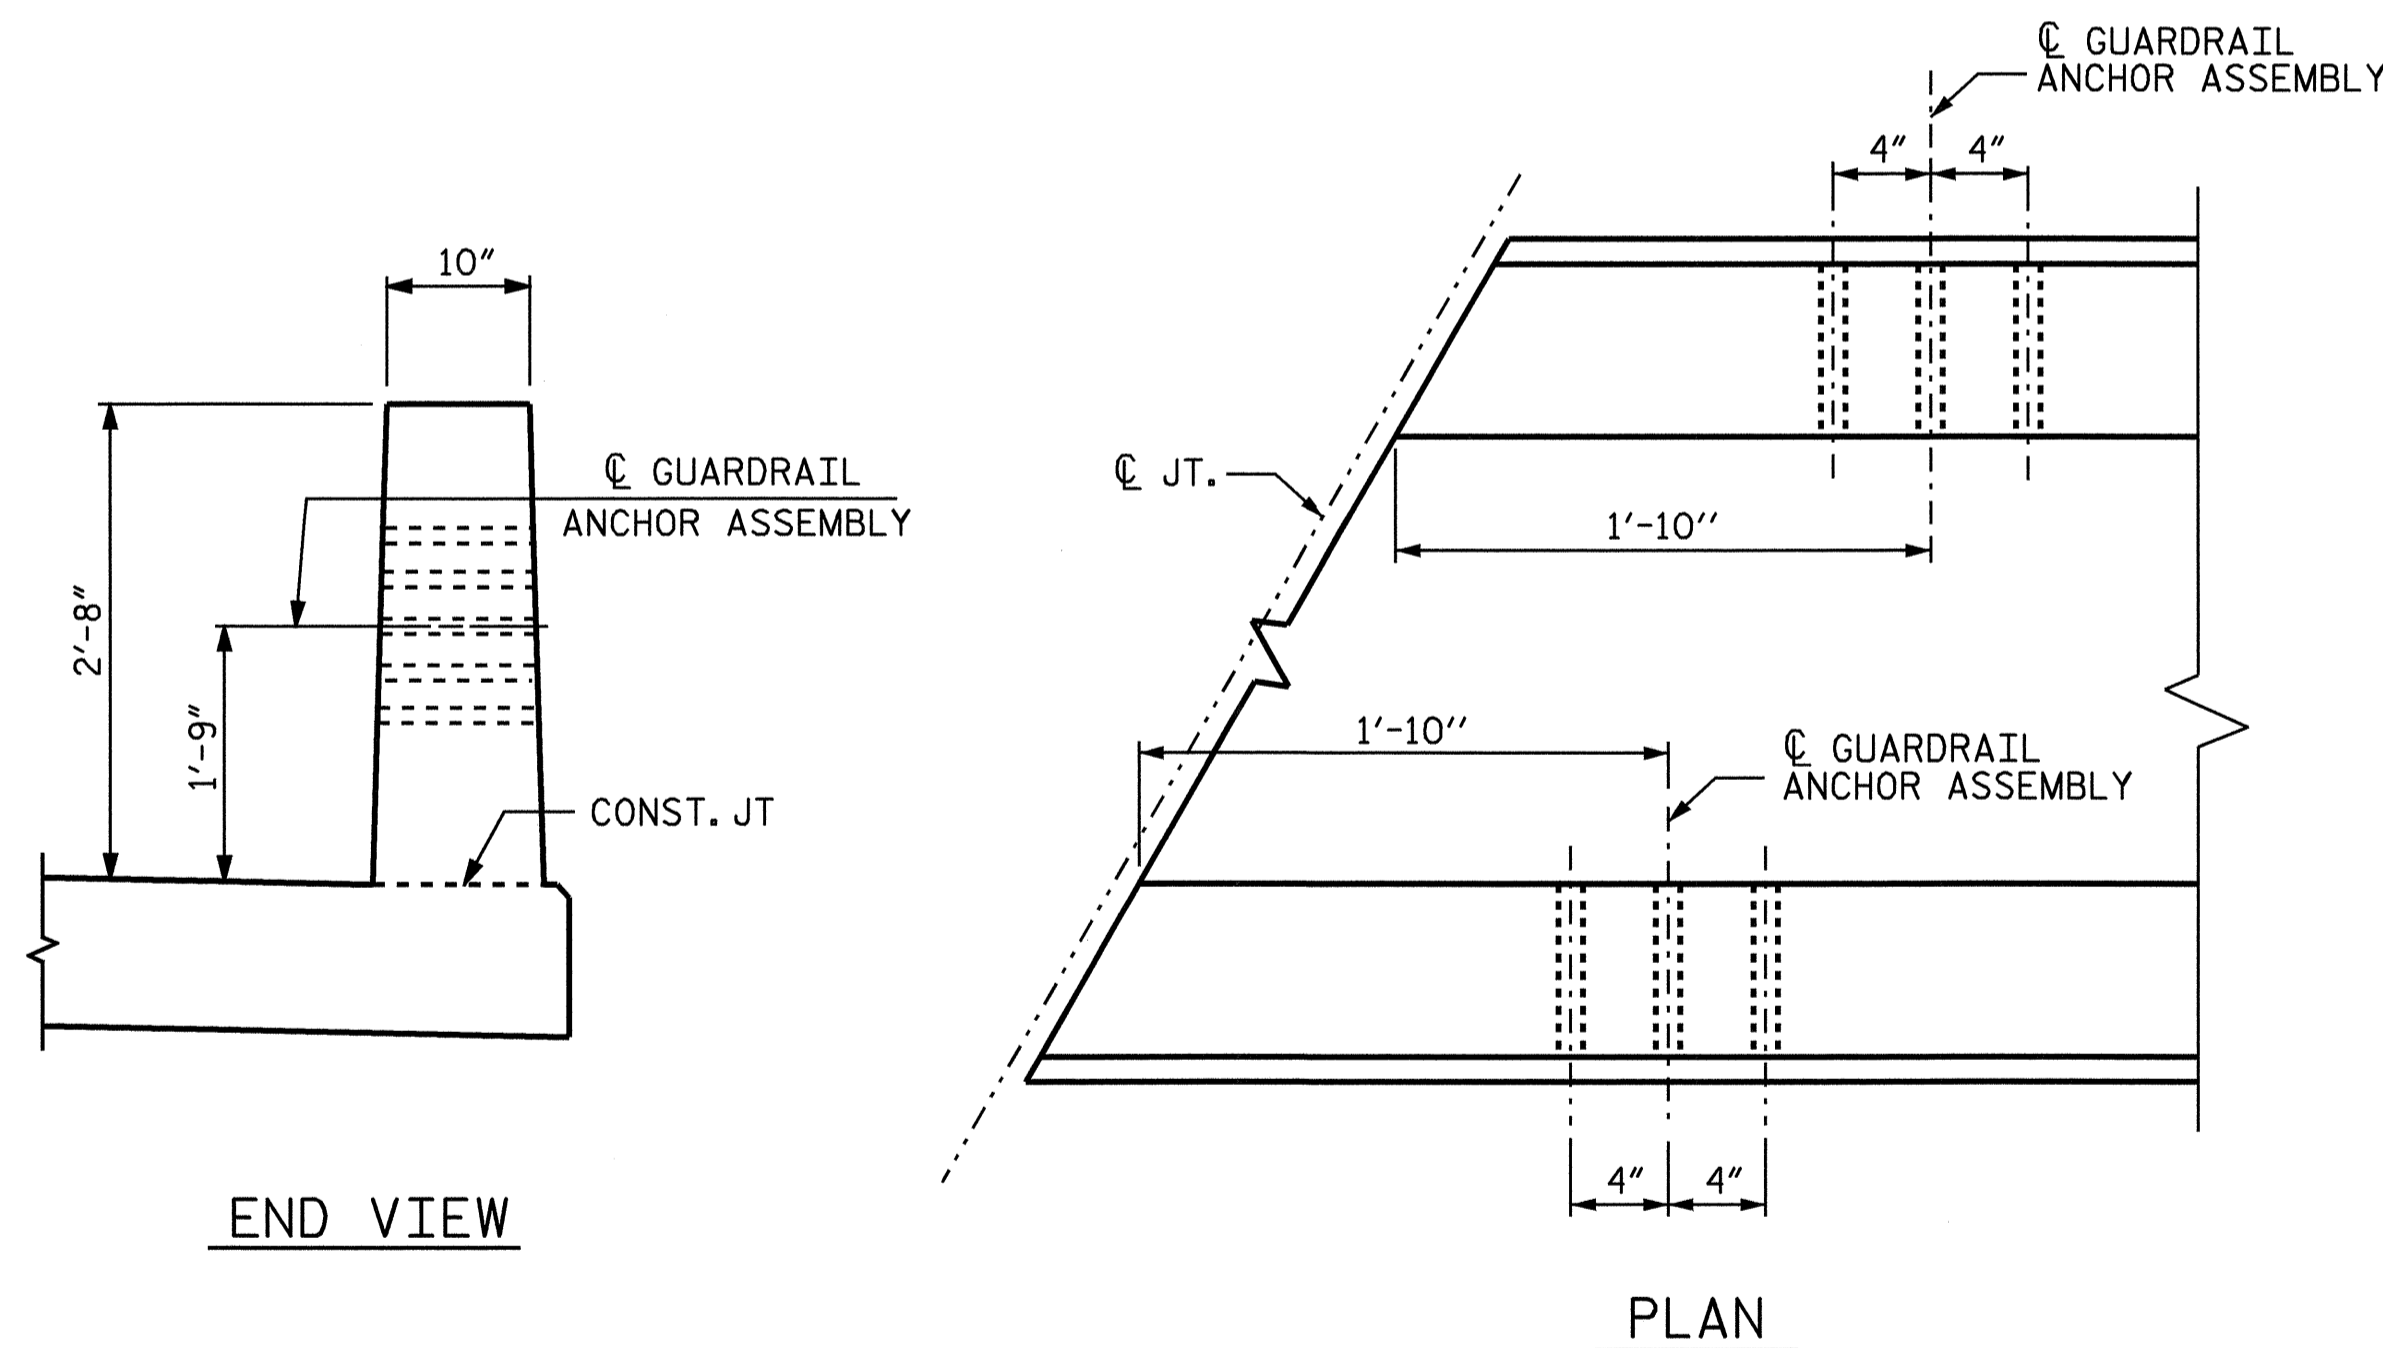 10"
2'-8"
1'-9"
℄ GUARDRAIL
ANCHOR ASSEMBLY
CONST. JT
END VIEW
℄ GUARDRAIL
ANCHOR ASSEMBLY
4" 4"
℄ JT.
1'-10"
1'-10"
℄ GUARDRAIL
ANCHOR ASSEMBLY
4" 4"
PLAN